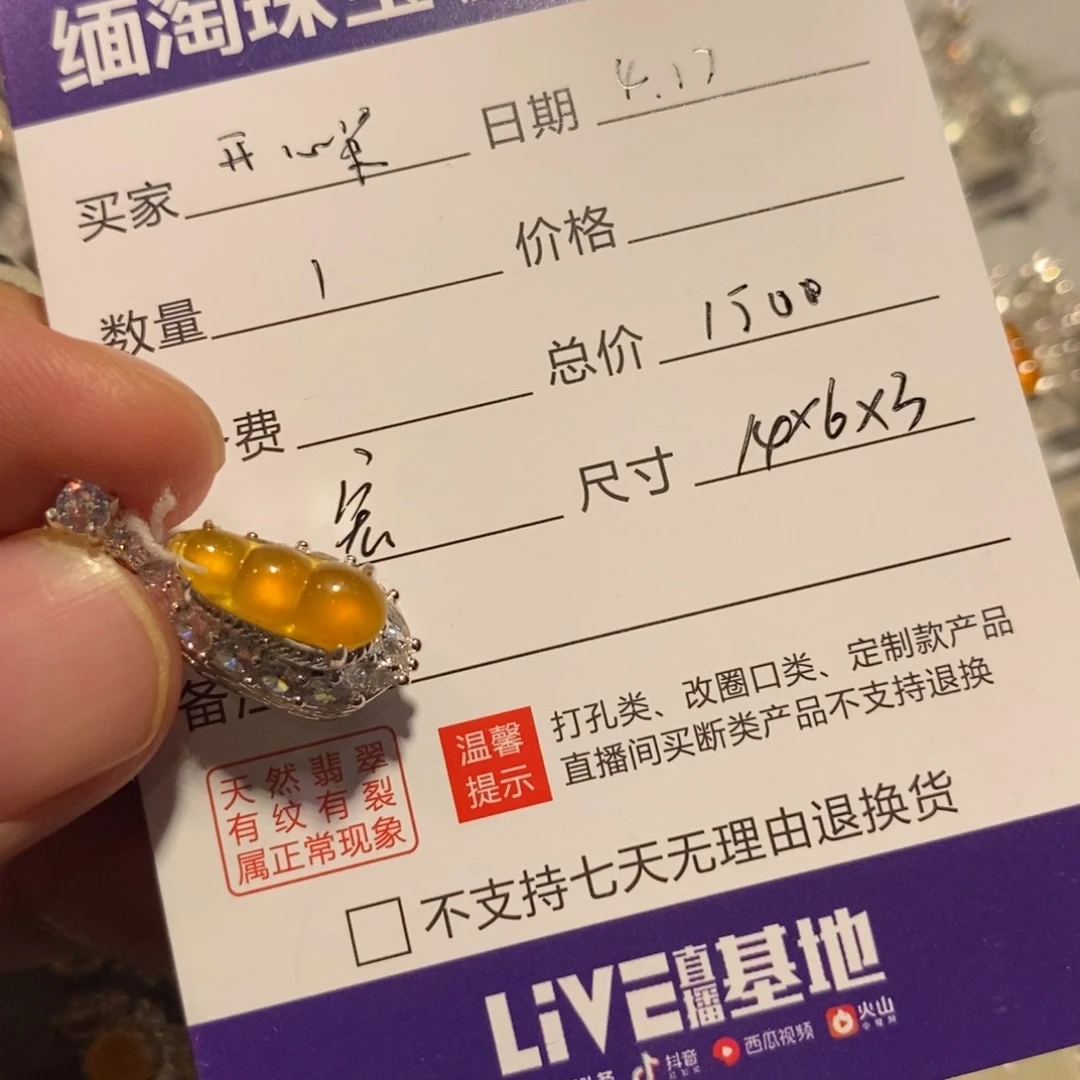 缅淘珠宝
买家 开心果 日期 4.17
数量 1 价格
费 总价 1500
宏 尺寸 14×6×3
备注
天然翡翠
有纹有裂
属正常现象
温馨
提示
打孔类、改圈口类、定制款产品
直播间买断类产品不支持退换
不支持七天无理由退换货
LiVE直播基地
抖音 西瓜视频 火山